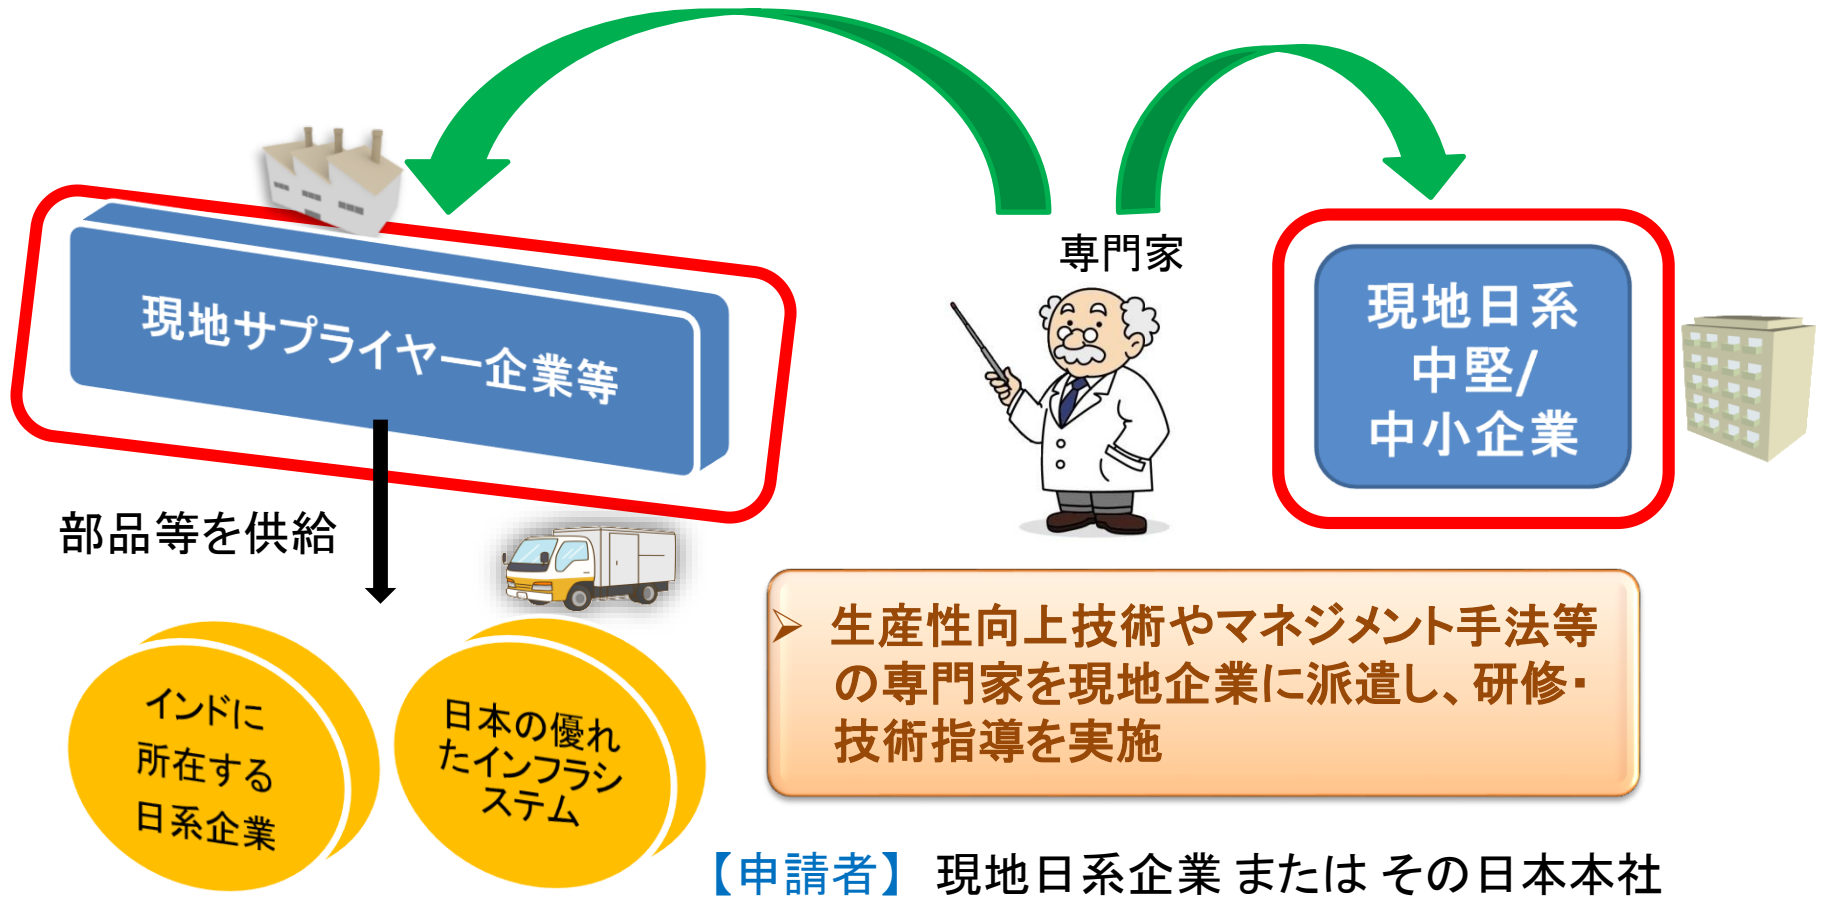 専門家
現地サプライヤー企業等
現地日系
中堅/
中小企業
部品等を供給
インドに
所在する
日系企業
日本の優れ
たインフラシ
ステム
➢ 生産性向上技術やマネジメント手法等
の専門家を現地企業に派遣し、研修・
技術指導を実施
【申請者】 現地日系企業 または その日本本社